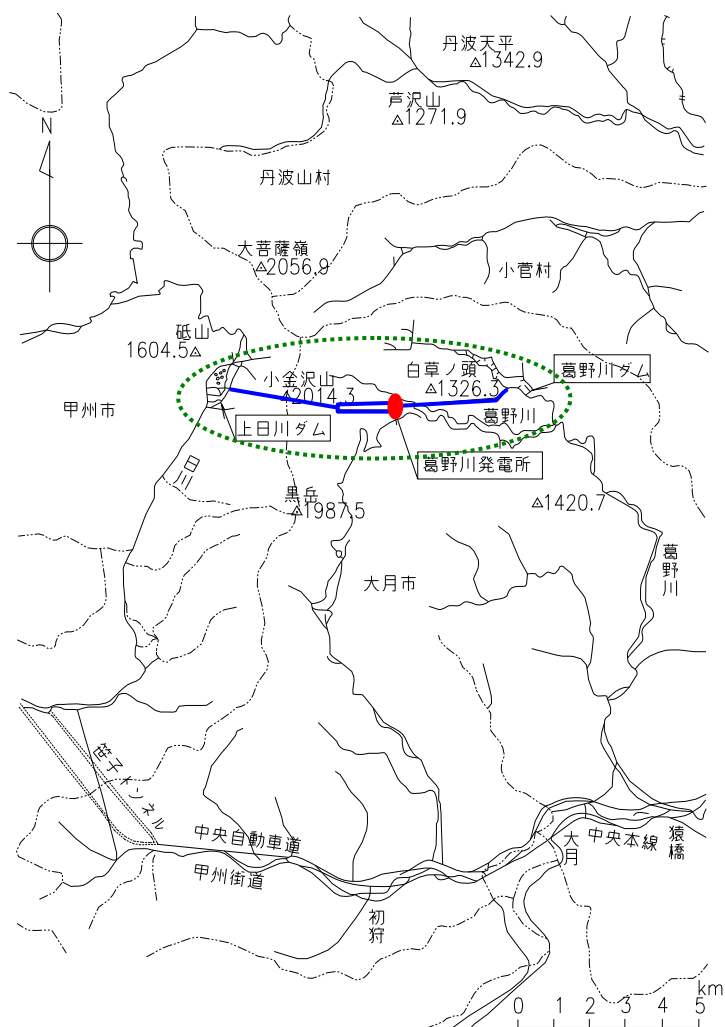 丹波天平
△1342.9
芦沢山
△1271.9
N
丹波山村
大菩薩嶺
△2056.9
小菅村
砥山
1604.5△
白草ノ頭
△1326.3
葛野川ダム
小金沢山
△2014.3
甲州市
葛野川
上日川ダム
葛野川発電所
日川
黒岳
△1987.5
△1420.7
葛野川
大月市
笹子トンネル
中央自動車道
大月
中央本線
猿橋
甲州街道
初狩
km
0 1 2 3 4 5